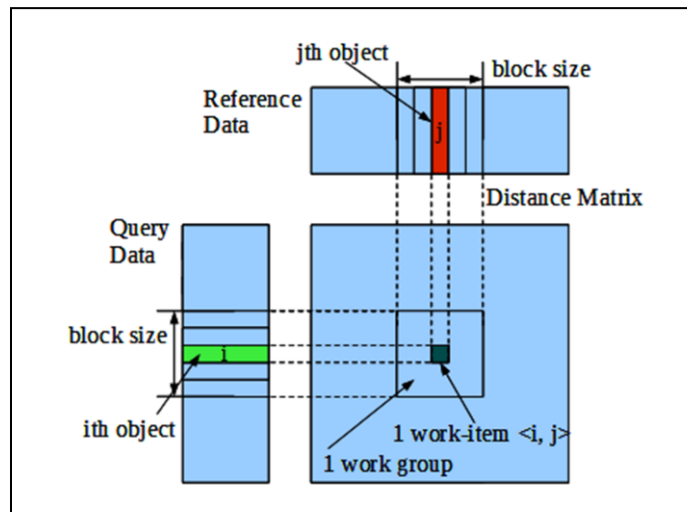 jth object
block size
Reference
Data
j
Distance Matrix
Query
Data
block size
i
ith object
1 work-item <i, j>
1 work group